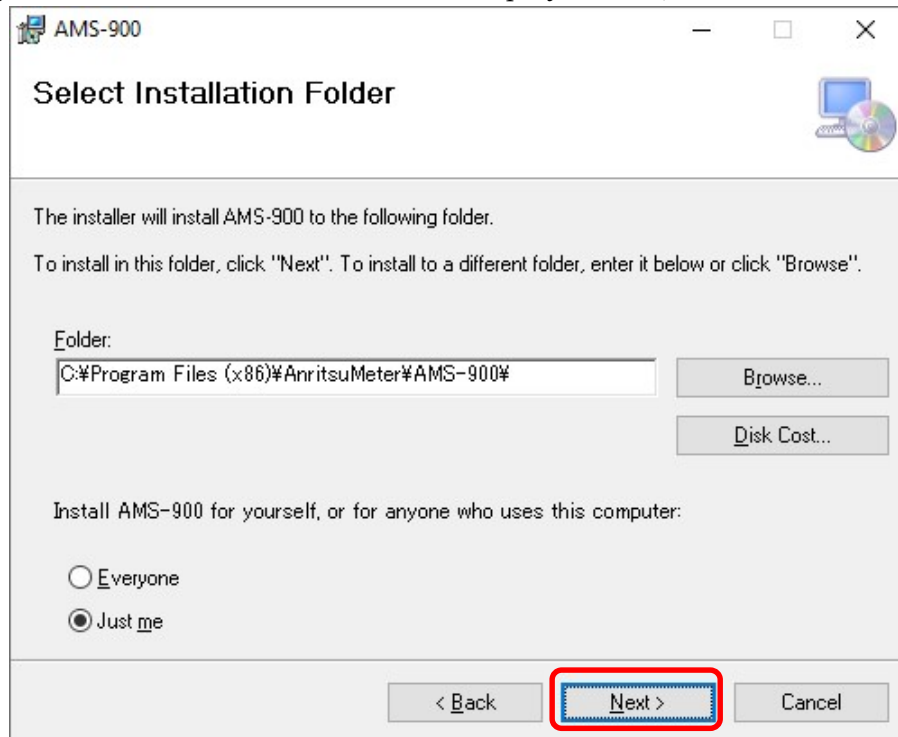 AMS-900
Select Installation Folder
The installer will install AMS-900 to the following folder.
To install in this folder, click "Next". To install to a different folder, enter it below or click "Browse".
Folder:
C:¥Program Files (x86)¥AnritsuMeter¥AMS-900¥
Browse...
Disk Cost...
Install AMS-900 for yourself, or for anyone who uses this computer:
Everyone
Just me
< Back
Next >
Cancel